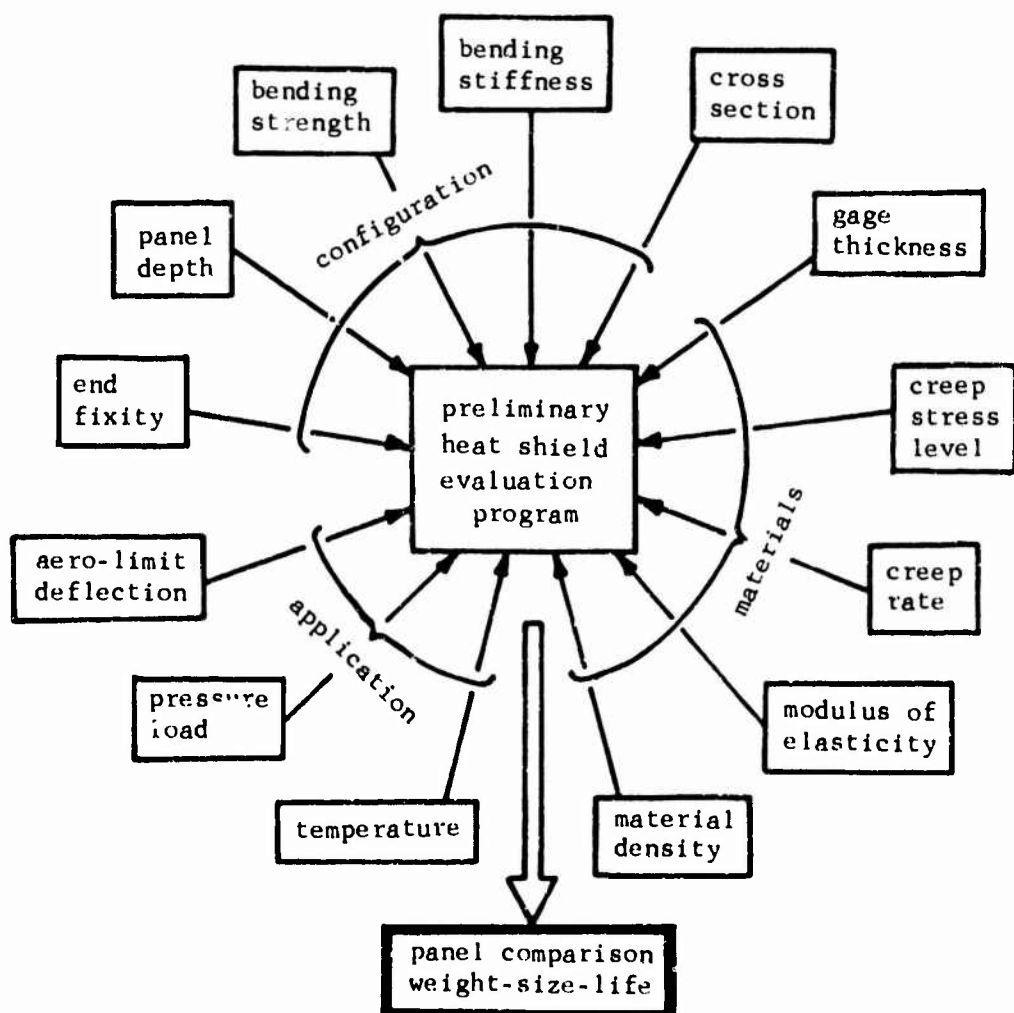 bending
stiffness
bending
strength
cross
section
configuration
panel
depth
gage
thickness
end
fixity
preliminary
heat shield
evaluation
program
creep
stress
level
materials
aero-limit
deflection
creep
rate
application
pressure
load
modulus of
elasticity
temperature
material
density
panel comparison
weight-size-life